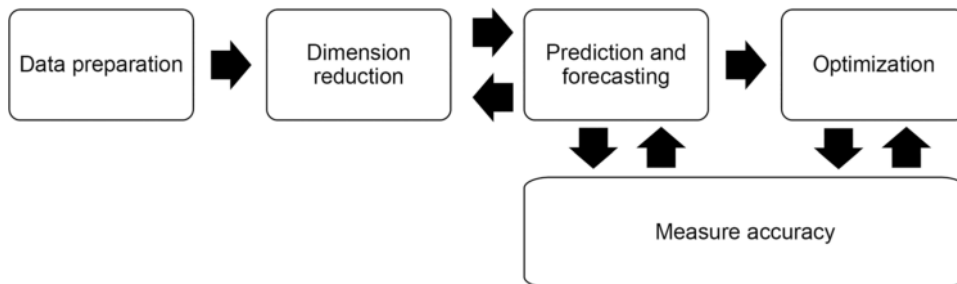 Data preparation
Dimension
reduction
Prediction and
forecasting
Optimization
Measure accuracy